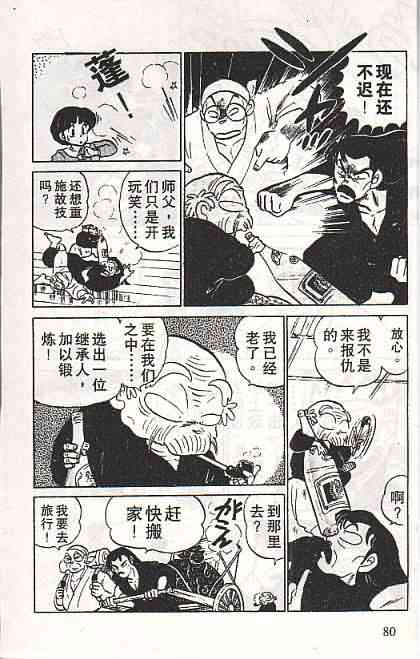 现在还
不迟！
蓬！
师父，我
们只是开
玩笑……
还想重
施故技
吗？
放心。
我不是
来报仇
的。
啊？
我已经
老了。
要在我们
之中……
选出一位
继承人，
加以锻
炼！
到那里
去？
赶
快搬
家！
我要去
旅行！
80